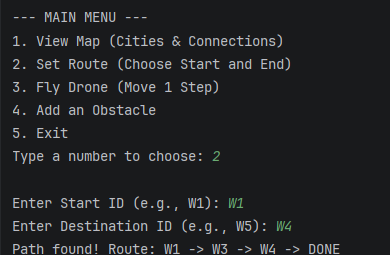 --- MAIN MENU ---
1. View Map (Cities & Connections)
2. Set Route (Choose Start and End)
3. Fly Drone (Move 1 Step)
4. Add an Obstacle
5. Exit
Type a number to choose: 2
Enter Start ID (e.g., W1): W1
Enter Destination ID (e.g., W5): W4
Path found! Route: W1 -> W3 -> W4 -> DONE